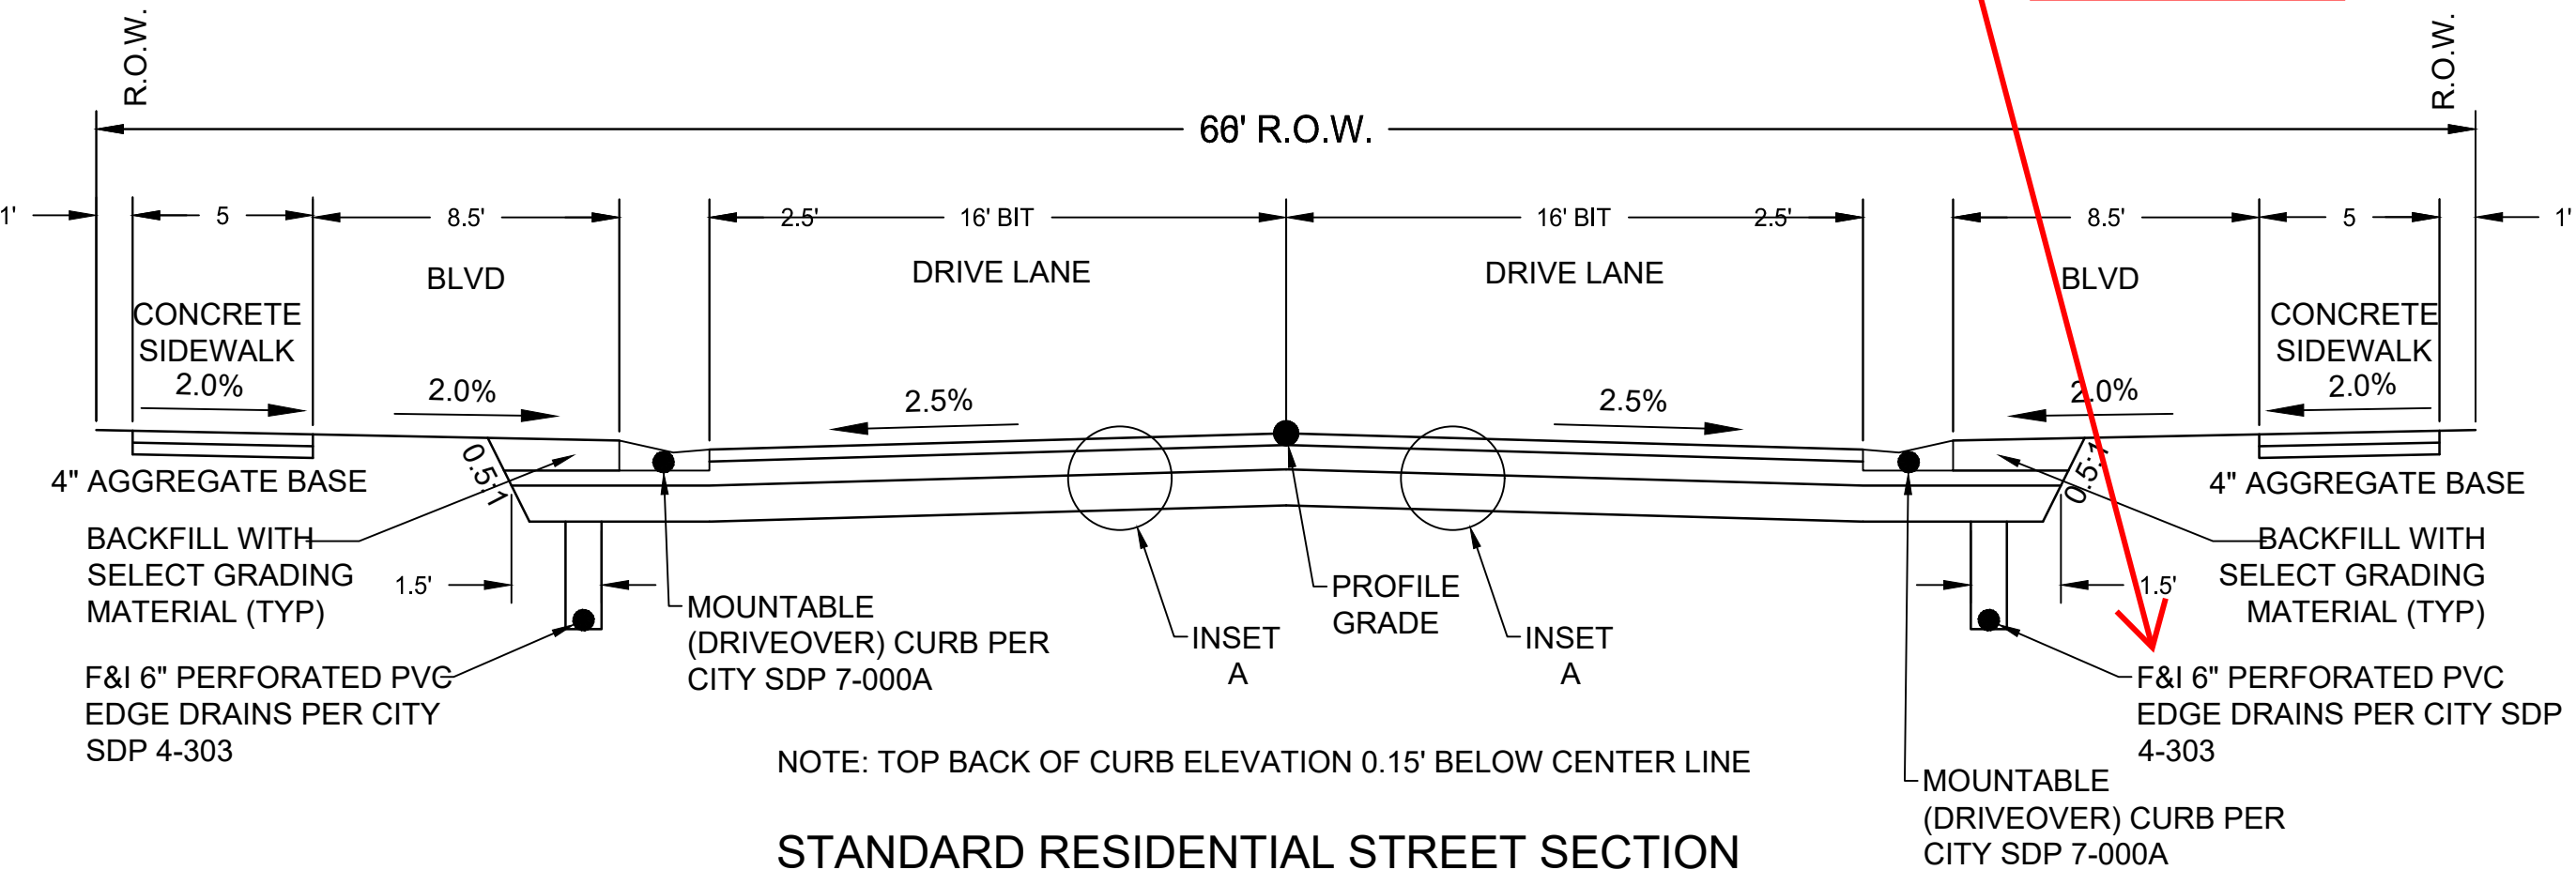 R.O.W.
R.O.W.
66' R.O.W.
1'
5
8.5'
2.5'
16' BIT
16' BIT
2.5'
8.5'
5
1'
BLVD
DRIVE LANE
DRIVE LANE
BLVD
CONCRETE
SIDEWALK
2.0%
2.0%
2.5%
2.5%
2.0%
CONCRETE
SIDEWALK
2.0%
0.5:1
0.5:1
4" AGGREGATE BASE
4" AGGREGATE BASE
BACKFILL WITH
SELECT GRADING
MATERIAL (TYP)
1.5'
MOUNTABLE
(DRIVEOVER) CURB PER
CITY SDP 7-000A
INSET
A
PROFILE
GRADE
INSET
A
1.5'
BACKFILL WITH
SELECT GRADING
MATERIAL (TYP)
F&I 6" PERFORATED PVC
EDGE DRAINS PER CITY
SDP 4-303
F&I 6" PERFORATED PVC
EDGE DRAINS PER CITY SDP
4-303
NOTE: TOP BACK OF CURB ELEVATION 0.15' BELOW CENTER LINE
MOUNTABLE
(DRIVEOVER) CURB PER
CITY SDP 7-000A
STANDARD RESIDENTIAL STREET SECTION